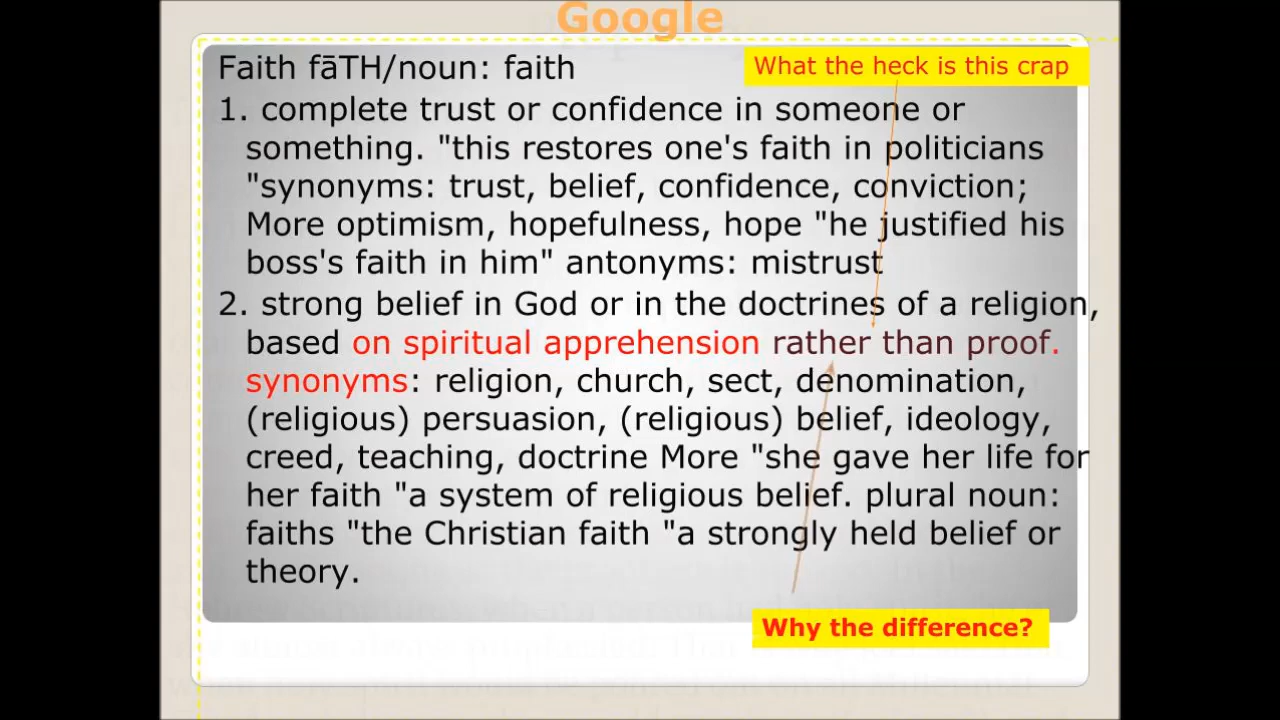 Google
Faith fāTH/noun: faith
What the heck is this crap
1. complete trust or confidence in someone or
something. "this restores one's faith in politicians
"synonyms: trust, belief, confidence, conviction;
More optimism, hopefulness, hope "he justified his
boss's faith in him" antonyms: mistrust
2. strong belief in God or in the doctrines of a religion,
based on spiritual apprehension rather than proof.
synonyms: religion, church, sect, denomination,
(religious) persuasion, (religious) belief, ideology,
creed, teaching, doctrine More "she gave her life for
her faith "a system of religious belief. plural noun:
faiths "the Christian faith "a strongly held belief or
theory.
Why the difference?